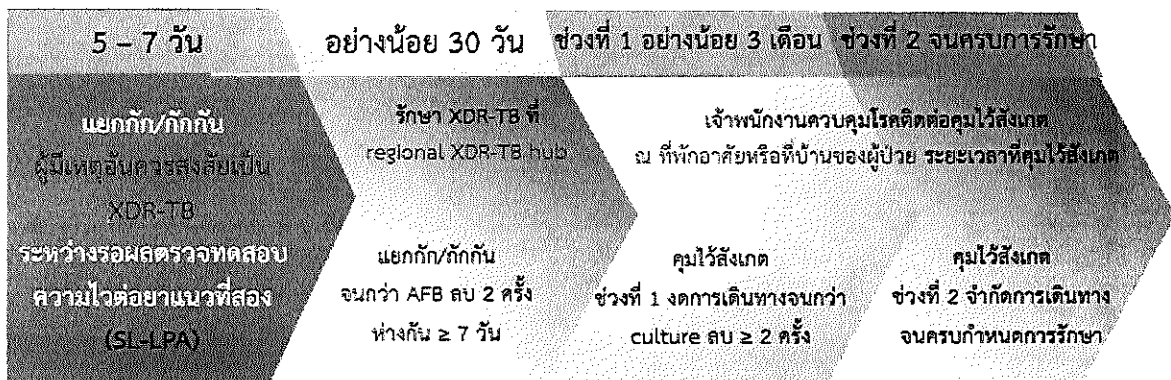 5 – 7 วัน
อย่างน้อย 30 วัน
ช่วงที่ 1 อย่างน้อย 3 เดือน
ช่วงที่ 2 จนครบการรักษา
แยกกัก/กักกัน
ผู้มีเหตุอันควรสงสัยเป็น
XDR-TB
ระหว่างรอผลตรวจทดสอบ
ความไวต่อยาแนวที่สอง
(SL-LPA)
รักษา XDR-TB ที่
regional XDR-TB hub
แยกกัก/กักกัน
จนกว่า AFB ลบ 2 ครั้ง
ห่างกัน ≥ 7 วัน
เจ้าพนักงานควบคุมโรคติดต่อคุมไว้สังเกต
ณ ที่พักอาศัยหรือที่บ้านของผู้ป่วย ระยะเวลาที่คุมไว้สังเกต
คุมไว้สังเกต
ช่วงที่ 1 งดการเดินทางจนกว่า
culture ลบ ≥ 2 ครั้ง
คุมไว้สังเกต
ช่วงที่ 2 จำกัดการเดินทาง
จนครบกำหนดการรักษา